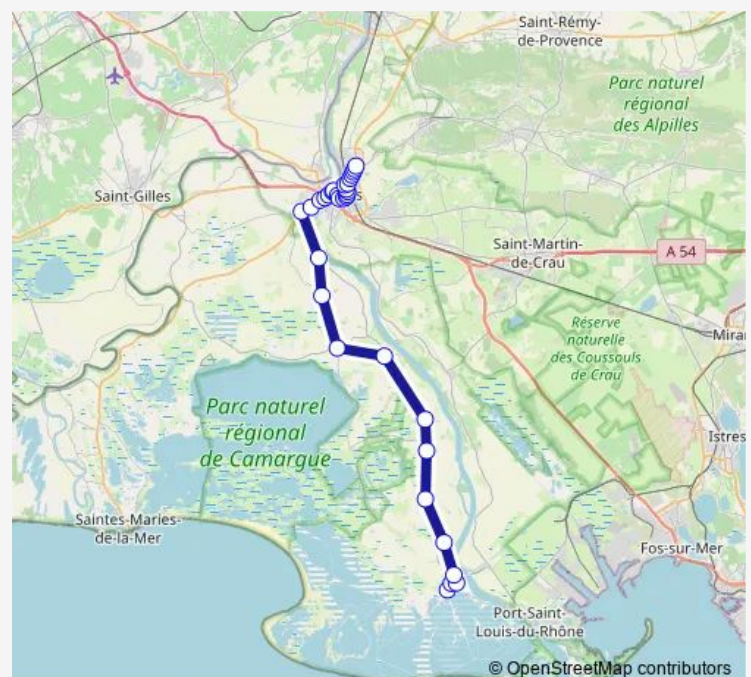 Saint-Rémy-
de-Provence
Parc naturel
régional
des Alpilles
Saint-Gilles
Saint-Martin-
de-Crau
A 54
Réserve
naturelle
des Coussouls
de Crau
Parc naturel
régional
de Camargue
Istres
Saintes-Maries-
de-la-Mer
Fos-sur-Mer
Port-Saint-
Louis-du-Rhône
© OpenStreetMap contributors